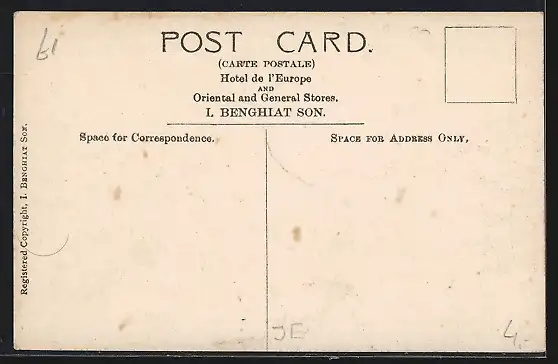 POST CARD.
(CARTE POSTALE)
Hotel de l'Europe
AND
Oriental and General Stores.
I. BENGHIAT SON.
Space for Correspondence.
SPACE FOR ADDRESS ONLY.
Registered Copyright, I. BENGHIAT SON.
JE
4.-